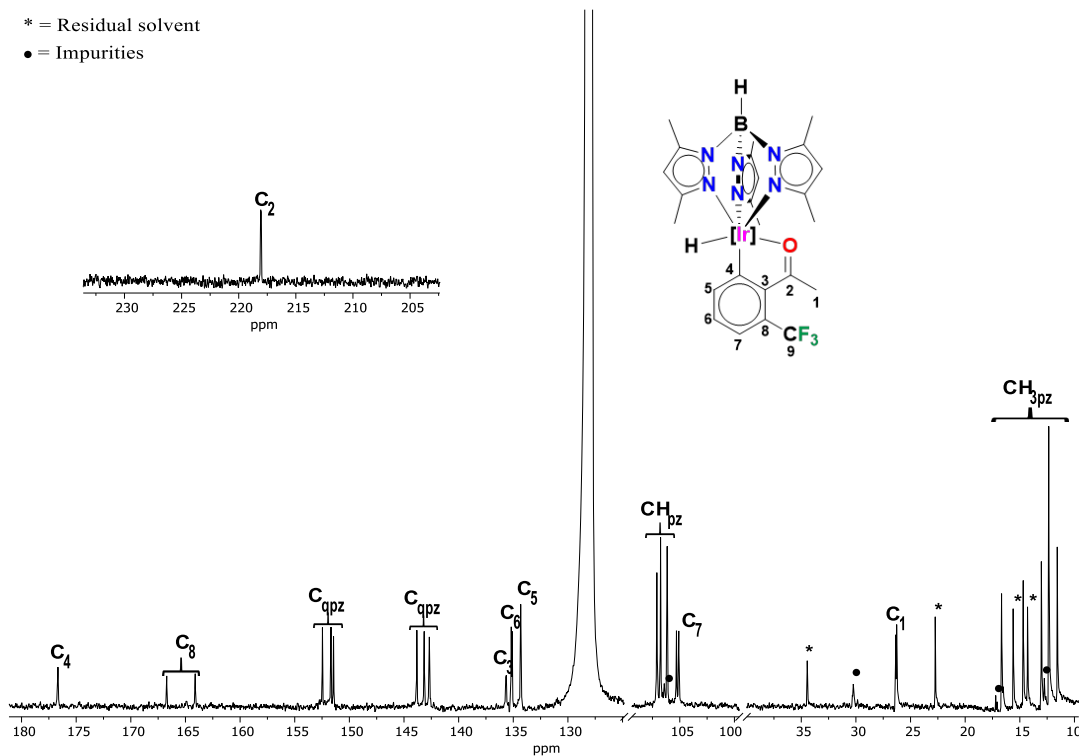 * = Residual solvent
● = Impurities
C2
230 225 220 215 210 205
ppm
H
B
N N N
N N N
H [Ir] O
4 3 2 1
5 6 7 8
CF3
9
CH3pz
CHpz
C4 C8 Cqpz Cqpz C3 C6 C5 C7 C1
* * * *
● ● ● ●
180 175 170 165 160 155 150 145 140 135 130 105 100 30 25 20 15 10
ppm ppm